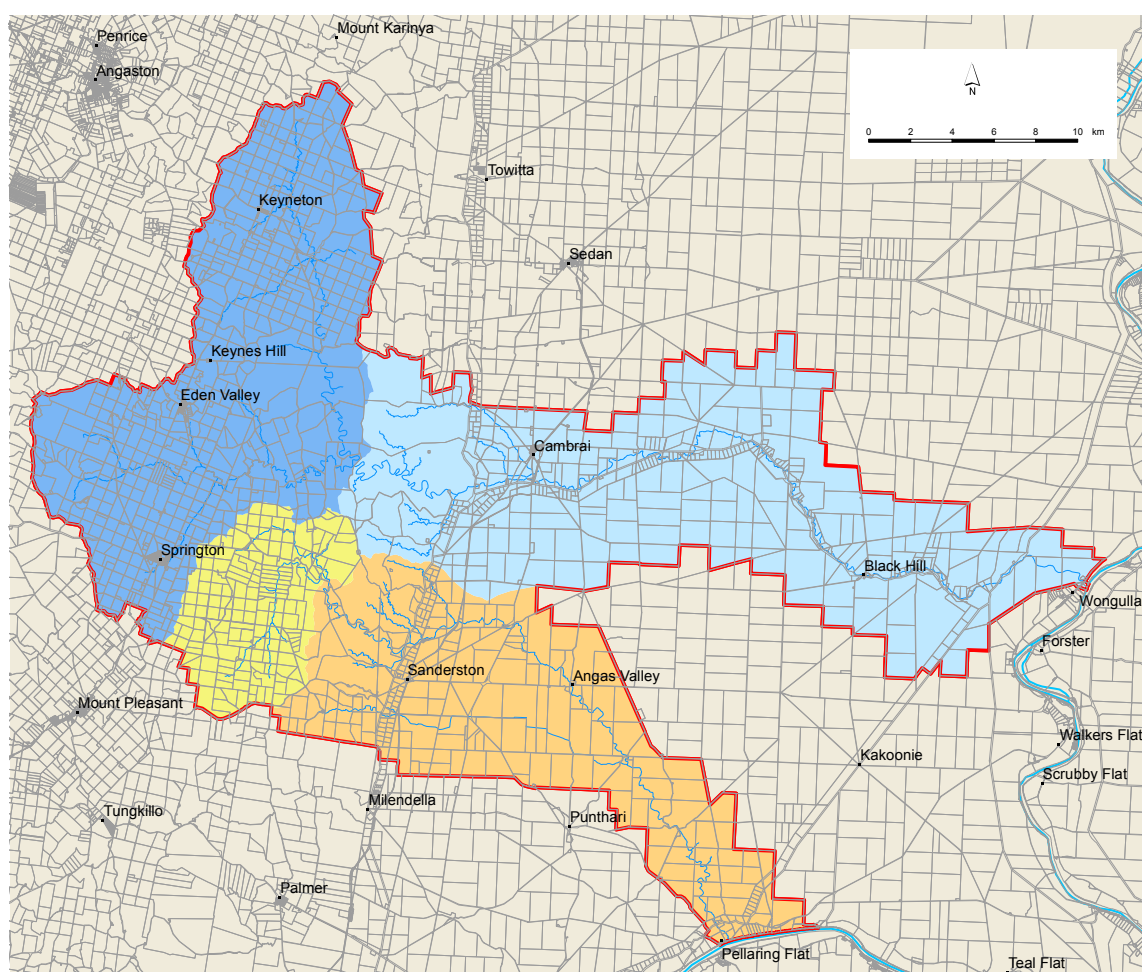 Mount Karinya
Penrice
Angaston
N
0 2 4 6 8 10 km
Towitta
Keyneton
Sedan
Keynes Hill
Eden Valley
Cambrai
Springton
Black Hill
Wongulla
Forster
Sanderston
Angas Valley
Mount Pleasant
Walkers Flat
Kakoonie
Scrubby Flat
Milendella
Tungkillo
Punthari
Palmer
Pellaring Flat
Teal Flat